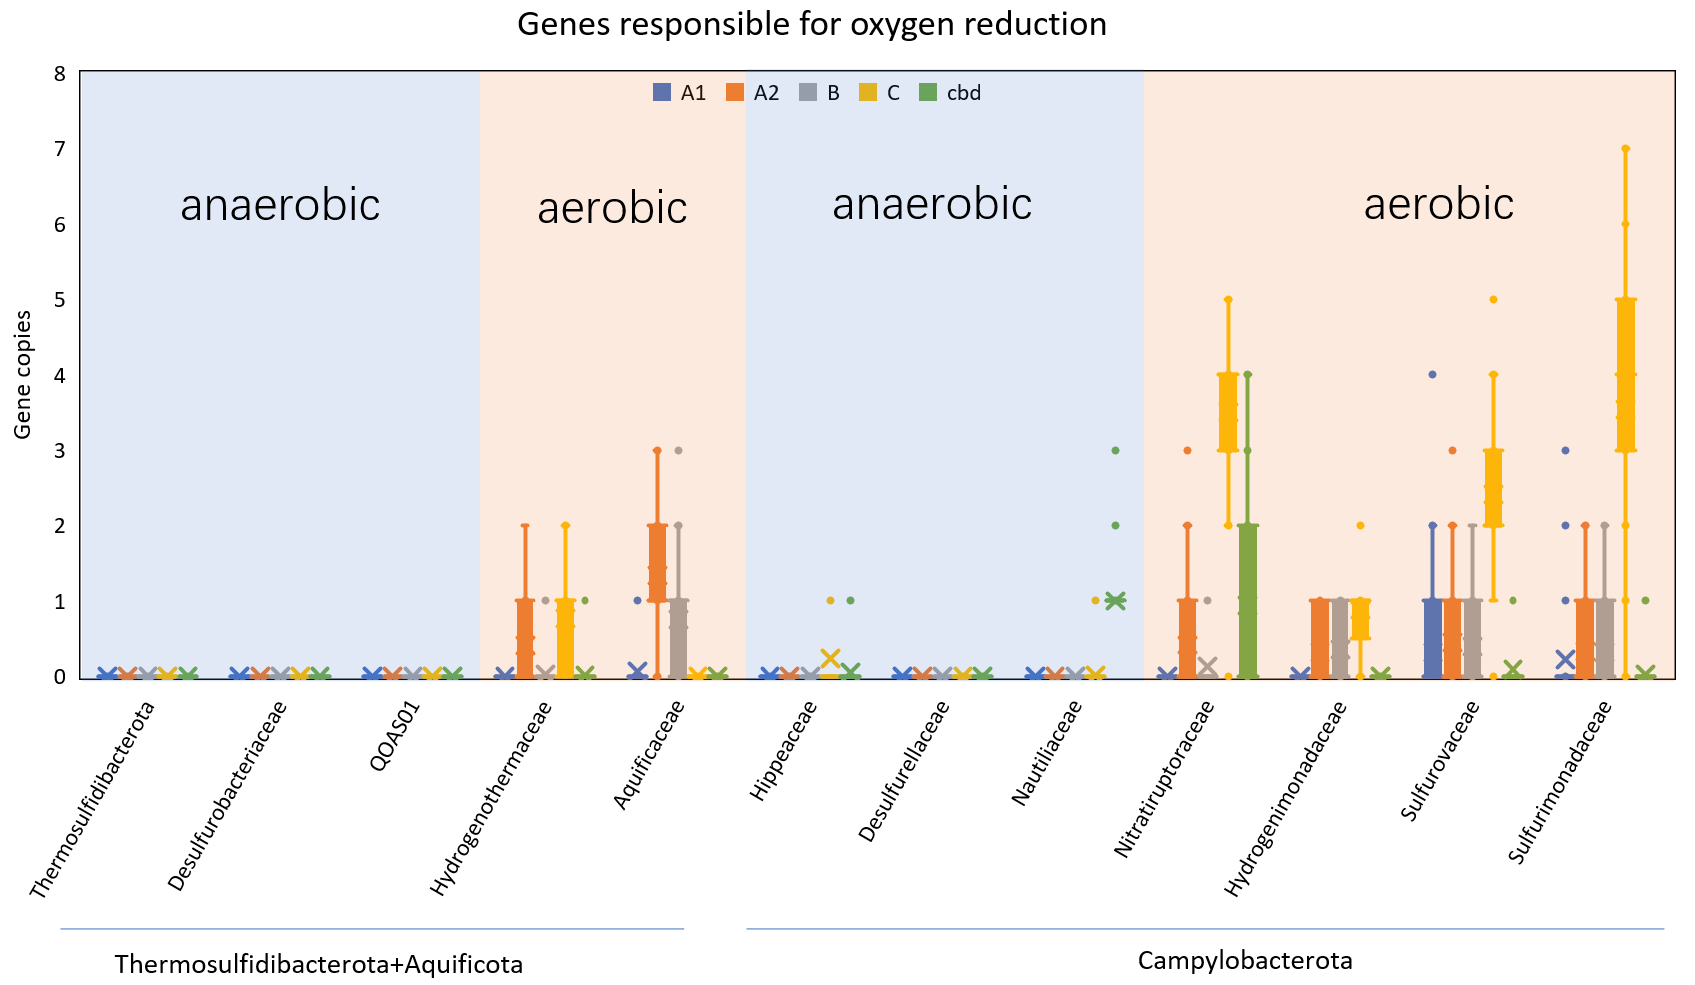 Genes responsible for oxygen reduction
A1 A2 B C cbd
anaerobic aerobic anaerobic aerobic
Gene copies
8
7
6
5
4
3
2
1
0
Thermosulfidibacterota
Desulfurobacteriaceae
QOAS01
Hydrogenothermaceae
Aquificaceae
Hippeaceae
Desulfurellaceae
Nautiliaceae
Nitratiruptoraceae
Hydrogenimonadaceae
Sulfurovaceae
Sulfurimonadaceae
Thermosulfidibacterota+Aquificota
Campylobacterota